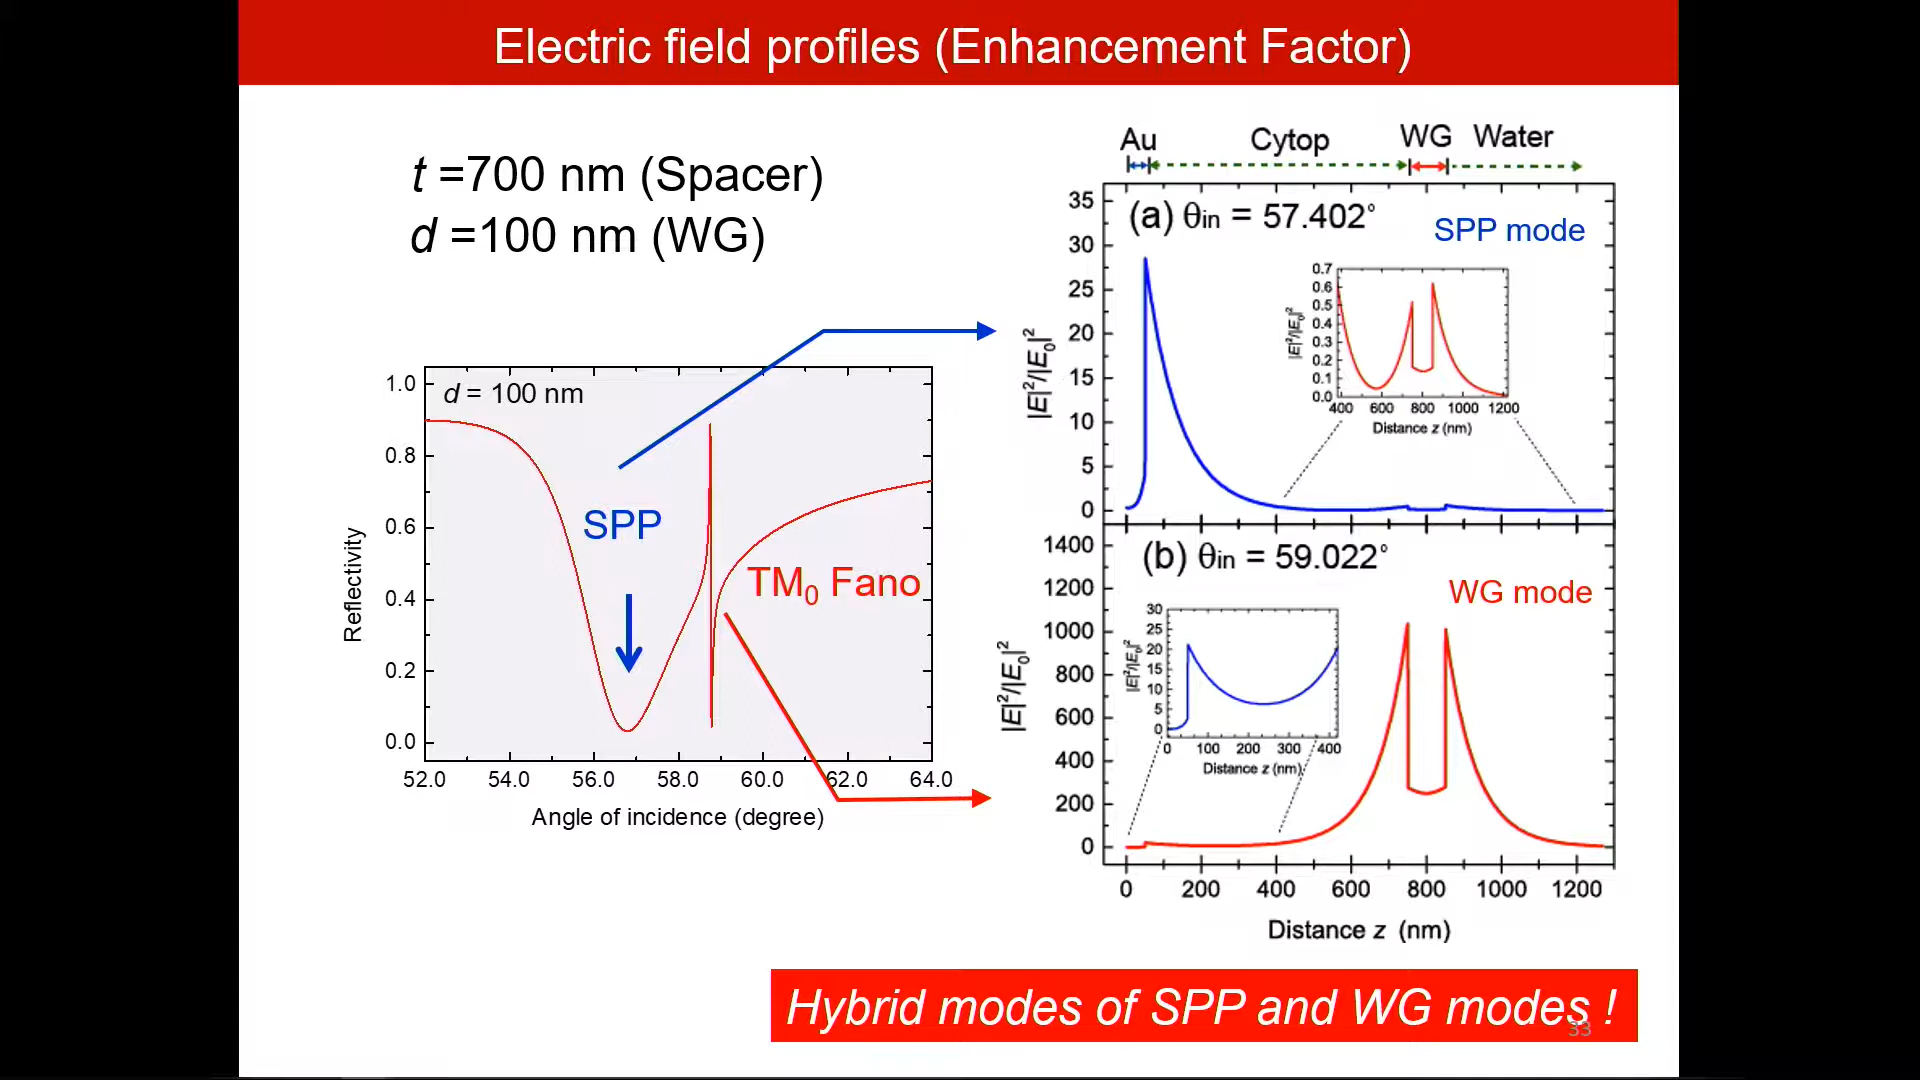 Electric field profiles (Enhancement Factor)
t =700 nm (Spacer)
d =100 nm (WG)
d = 100 nm
1.0
0.8
0.6
0.4
0.2
0.0
Reflectivity
SPP
TM0 Fano
52.0 54.0 56.0 58.0 60.0 62.0 64.0
Angle of incidence (degree)
Au Cytop WG Water
(a) θin = 57.402°
SPP mode
35
30
25
20
15
10
5
0
|E|²/|E0|²
0.7
0.6
0.5
0.4
0.3
0.2
0.1
0.0
|E|²/|E0|²
400 600 800 1000 1200
Distance z (nm)
(b) θin = 59.022°
WG mode
1400
1200
1000
800
600
400
200
0
|E|²/|E0|²
30
25
20
15
10
5
0
|E|²/|E0|²
0 100 200 300 400
Distance z (nm)
0 200 400 600 800 1000 1200
Distance z (nm)
Hybrid modes of SPP and WG modes !
33